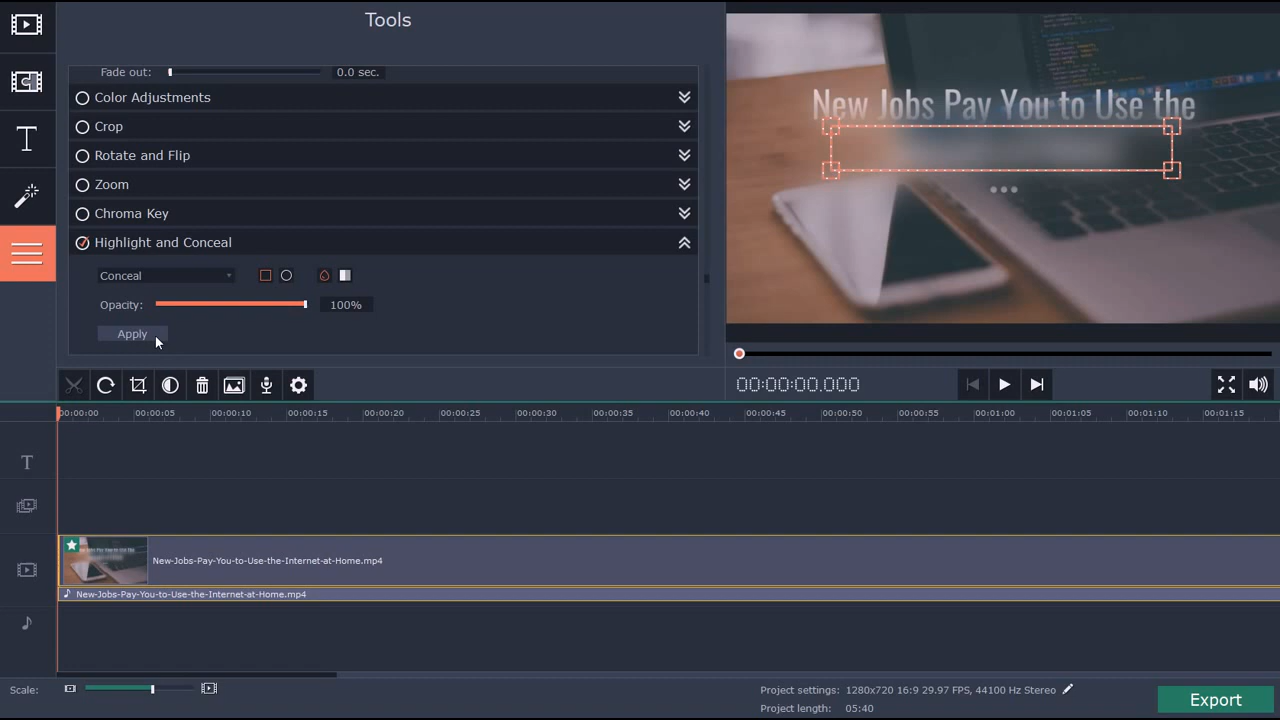 Tools
Fade out: 0.0 sec.
Color Adjustments
Crop
Rotate and Flip
Zoom
Chroma Key
Highlight and Conceal
Conceal
Opacity: 100%
Apply
New Jobs Pay You to Use the
00:00:00.000
00:00:00 00:00:05 00:00:10 00:00:15 00:00:20 00:00:25 00:00:30 00:00:35 00:00:40 00:00:45 00:00:50 00:00:55 00:01:00 00:01:05 00:01:10 00:01:15
T
New-Jobs-Pay-You-to-Use-the-Internet-at-Home.mp4
New-Jobs-Pay-You-to-Use-the-Internet-at-Home.mp4
Scale:
Project settings: 1280x720 16:9 29.97 FPS, 44100 Hz Stereo
Project length: 05:40
Export